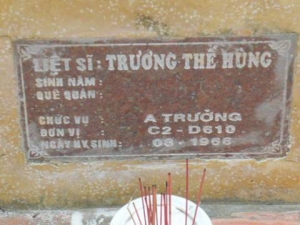 LIỆT SĨ : TRƯƠNG THẾ HÙNG
SINH NĂM :
QUÊ QUÁN :
CHỨC VỤ : A TRƯỞNG
ĐƠN VỊ : C2 - D610
NGÀY HY SINH : 03 - 1966